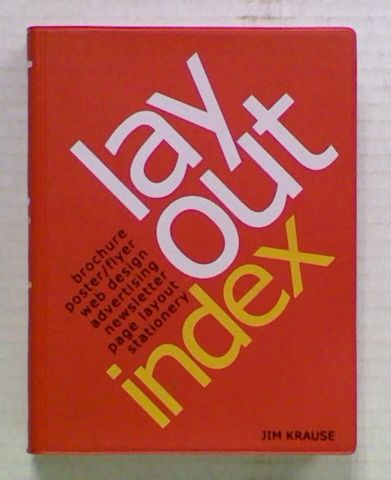 lay
out
index
brochure
poster/flyer
web design
advertising
newsletter
page layout
stationery
JIM KRAUSE